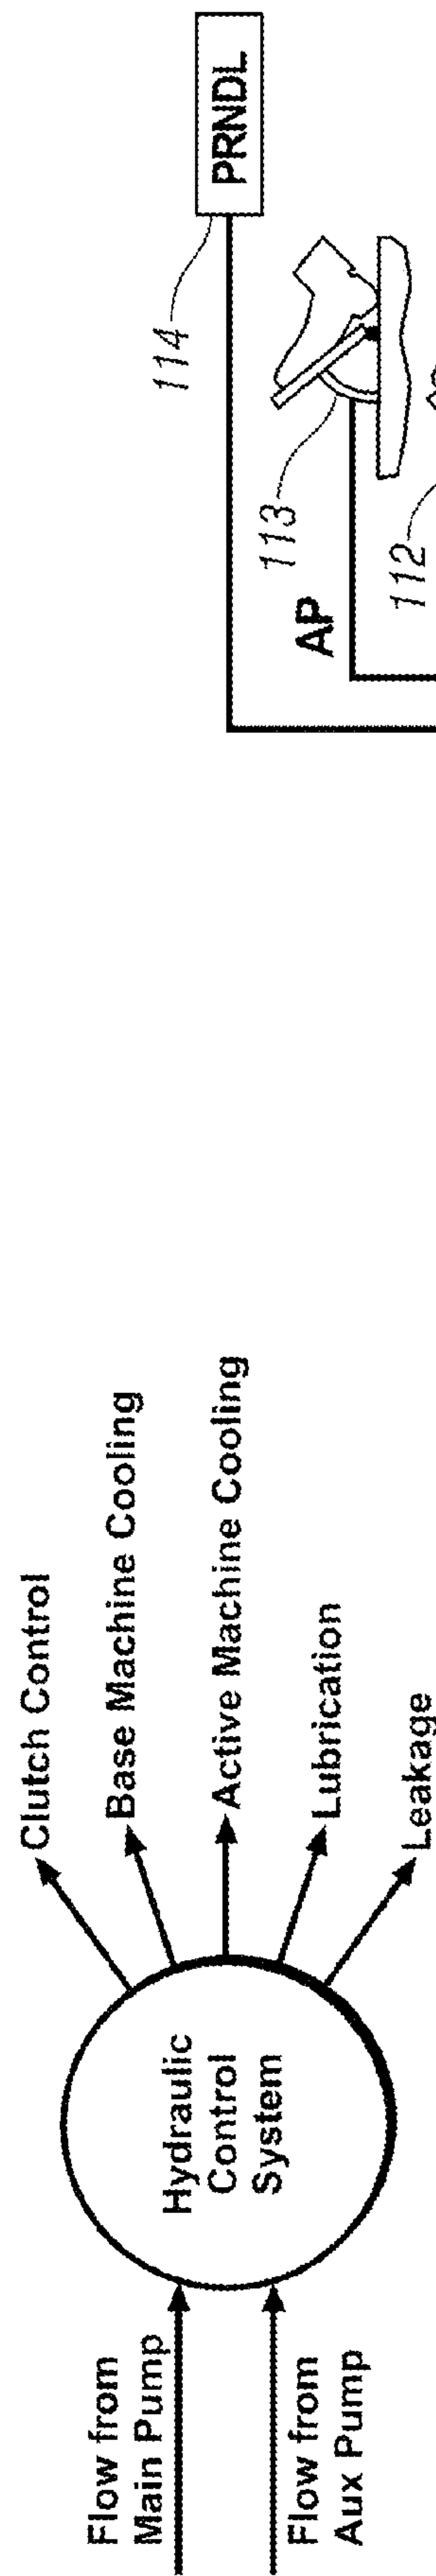 Flow from
Main Pump
Flow from
Aux Pump
Hydraulic
Control
System
Clutch Control
Base Machine Cooling
Active Machine Cooling
Lubrication
Leakage
114
PRNDL
AP
113
112